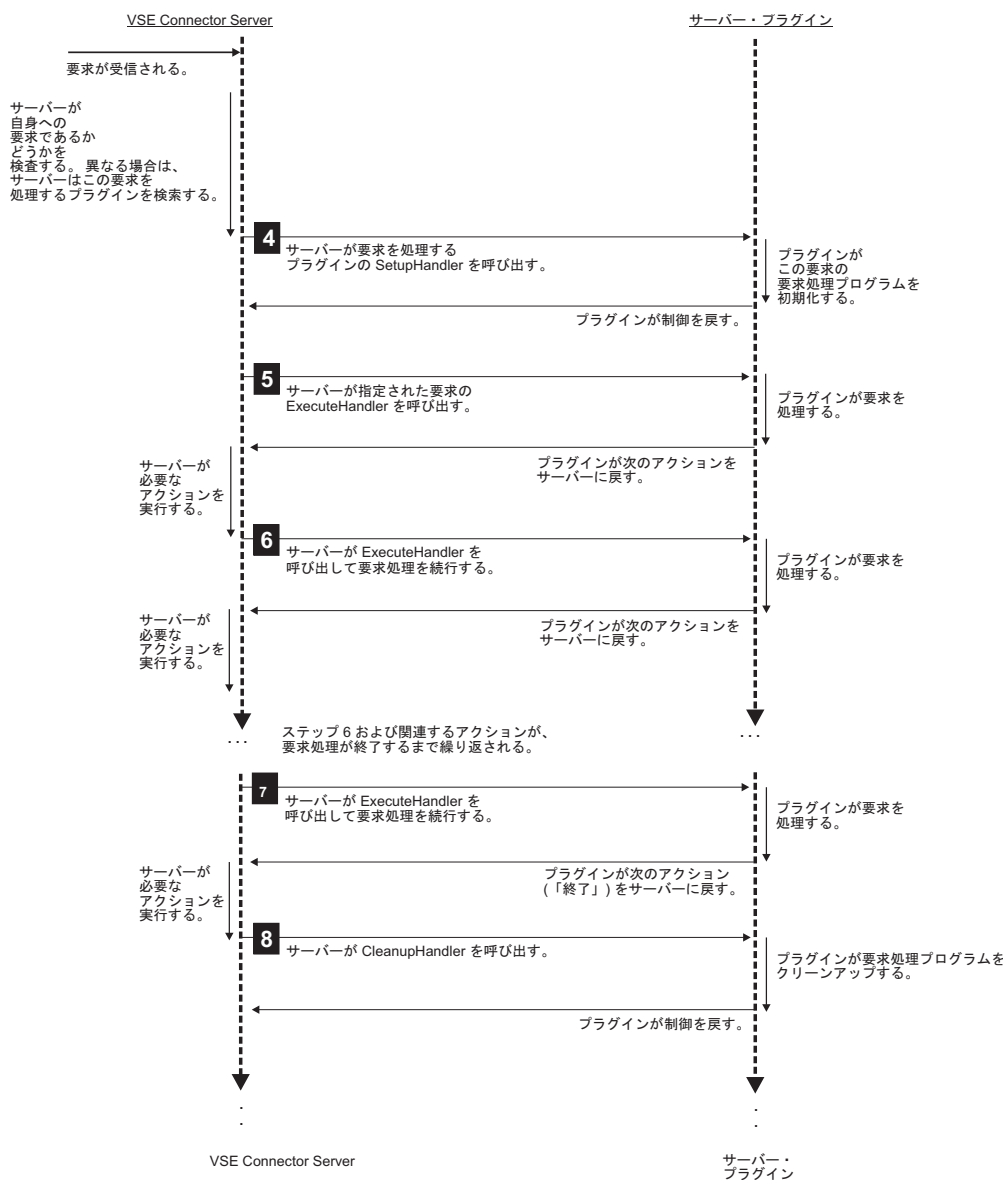 VSE Connector Server
サーバー・プラグイン
要求が受信される。
サーバーが
自身への
要求であるか
どうかを
検査する。 異なる場合は、
サーバーはこの要求を
処理するプラグインを検索する。
4
サーバーが要求を処理する
プラグインの SetupHandler を呼び出す。
プラグインが
この要求の
要求処理プログラムを
初期化する。
プラグインが制御を戻す。
5
サーバーが指定された要求の
ExecuteHandler を呼び出す。
プラグインが要求を
処理する。
プラグインが次のアクションを
サーバーに戻す。
サーバーが
必要な
アクションを
実行する。
6
サーバーが ExecuteHandler を
呼び出して要求処理を続行する。
プラグインが要求を
処理する。
プラグインが次のアクションを
サーバーに戻す。
サーバーが
必要な
アクションを
実行する。
...
ステップ 6 および関連するアクションが、
要求処理が終了するまで繰り返される。
...
7
サーバーが ExecuteHandler を
呼び出して要求処理を続行する。
プラグインが要求を
処理する。
プラグインが次のアクション
(「終了」) をサーバーに戻す。
サーバーが
必要な
アクションを
実行する。
8
サーバーが CleanupHandler を呼び出す。
プラグインが要求処理プログラムを
クリーンアップする。
プラグインが制御を戻す。
VSE Connector Server
サーバー・
プラグイン